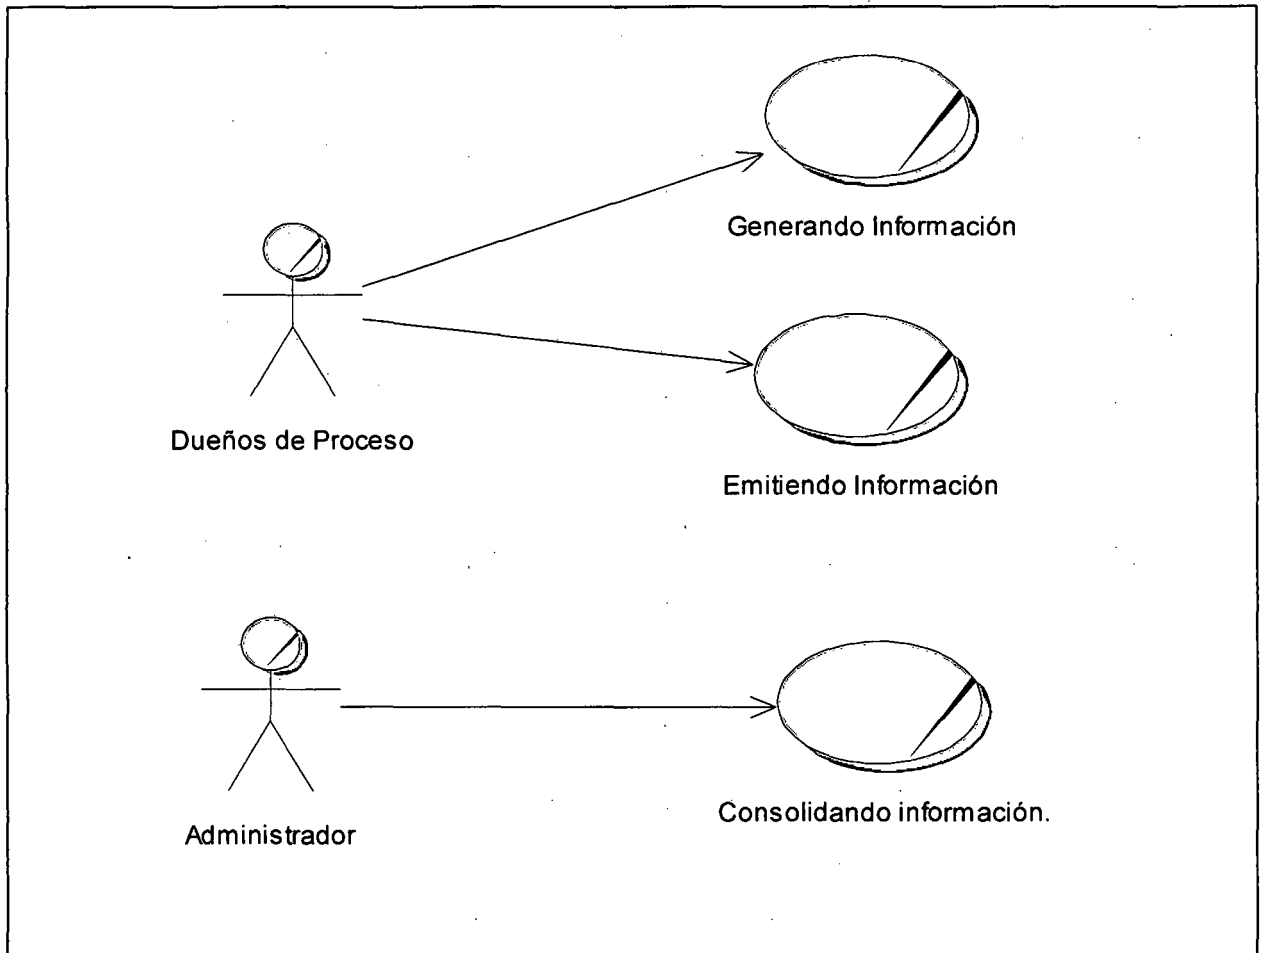 Generando Información
Dueños de Proceso
Emitiendo Información
Administrador
Consolidando información.